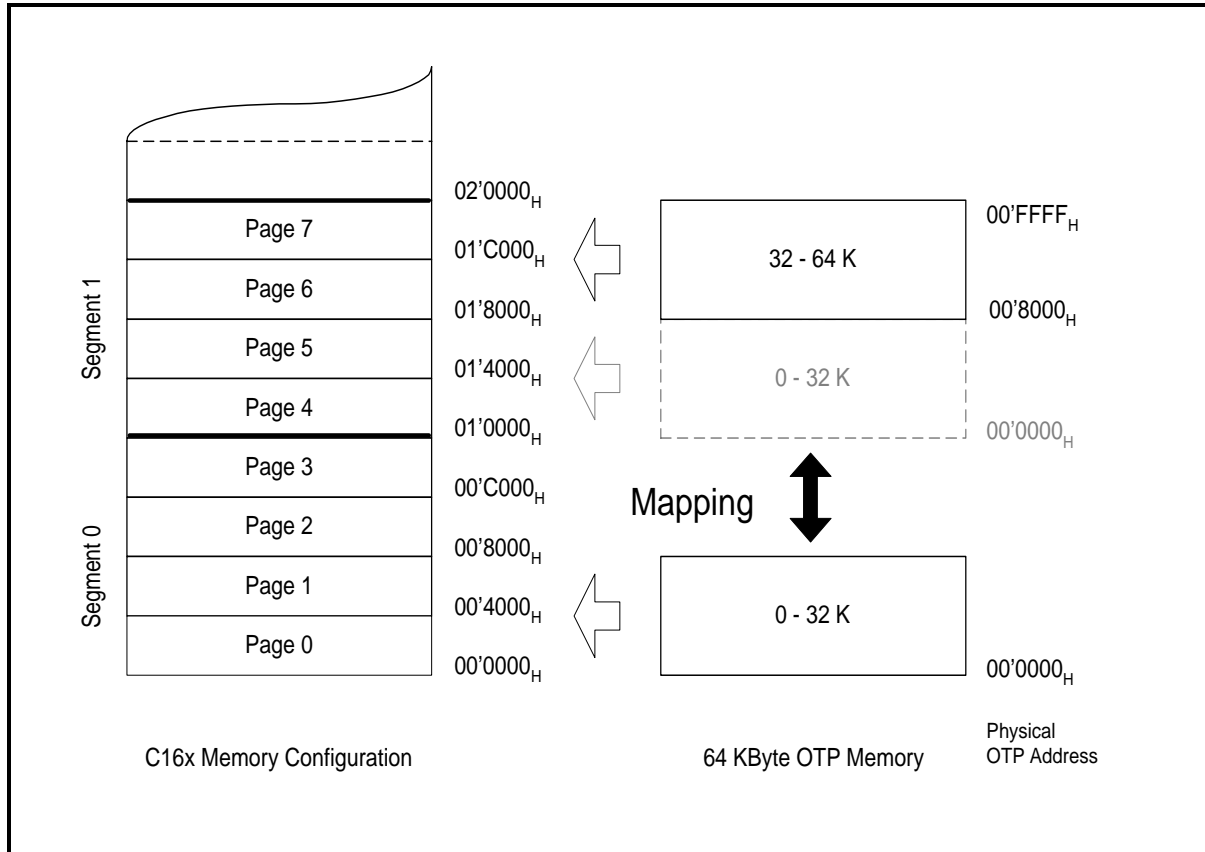 02'0000H
Page 7
01'C000H
Page 6
01'8000H
Page 5
01'4000H
Page 4
01'0000H
Page 3
00'C000H
Page 2
00'8000H
Page 1
00'4000H
Page 0
00'0000H
Segment 1
Segment 0
C16x Memory Configuration
00'FFFFH
32 - 64 K
00'8000H
0 - 32 K
00'0000H
Mapping
0 - 32 K
00'0000H
64 KByte OTP Memory
Physical
OTP Address